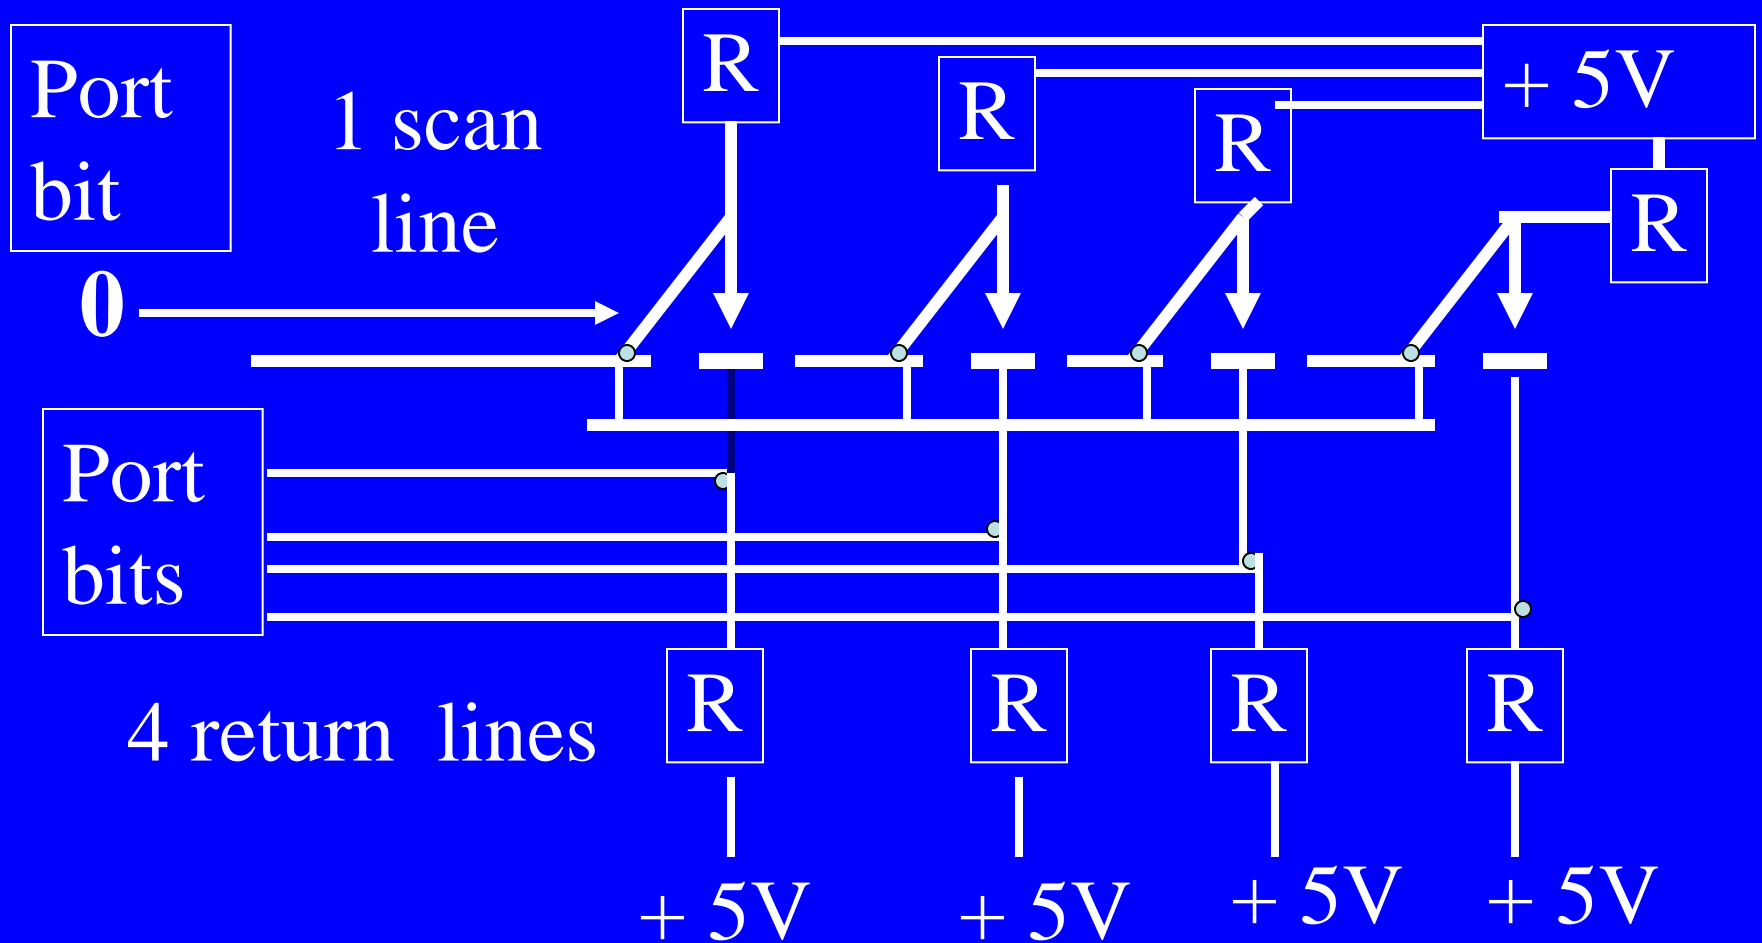 Port
bit
1 scan
line
0
R
R
R
+ 5V
R
Port
bits
4 return lines
R
R
R
R
+ 5V
+ 5V
+ 5V
+ 5V